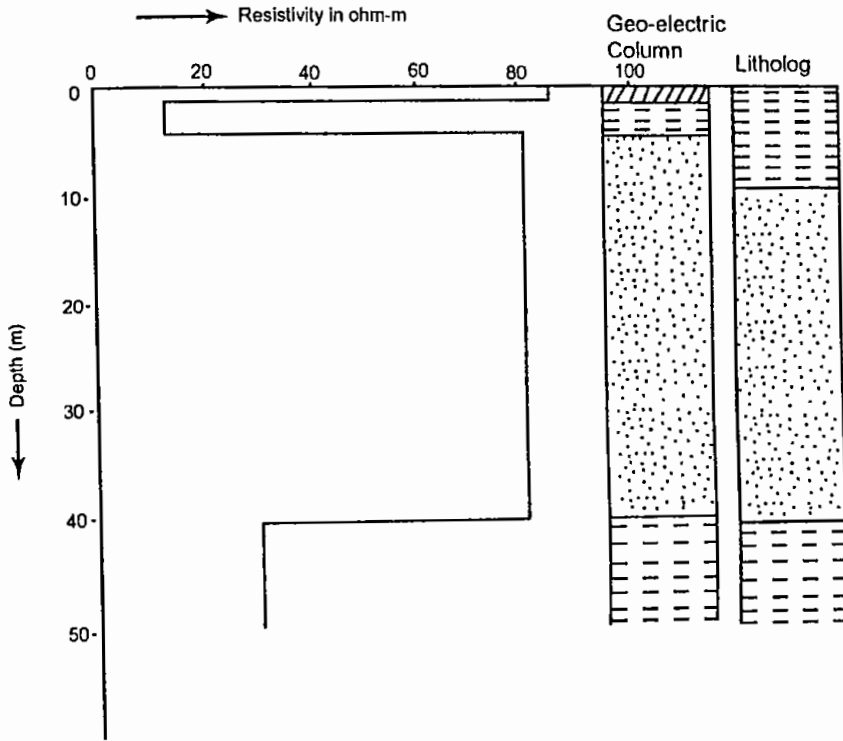 Resistivity in ohm-m
Geo-electric
Column
Litholog
0 20 40 60 80 100
0
10
20
30
40
50
Depth (m)